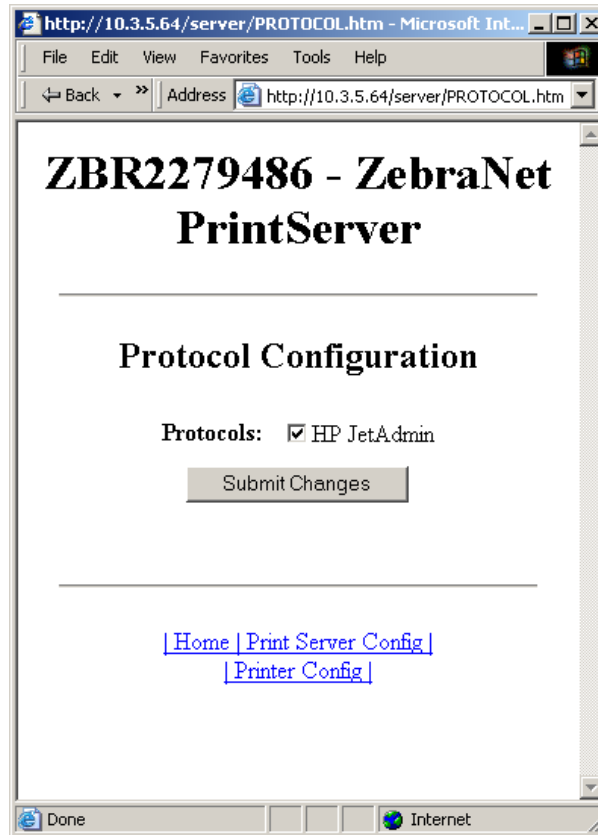 http://10.3.5.64/server/PROTOCOL.htm - Microsoft Int...
File Edit View Favorites Tools Help
Back » Address http://10.3.5.64/server/PROTOCOL.htm
ZBR2279486 - ZebraNet
PrintServer
Protocol Configuration
Protocols: HP JetAdmin
Submit Changes
| Home | Print Server Config |
| Printer Config |
Done Internet